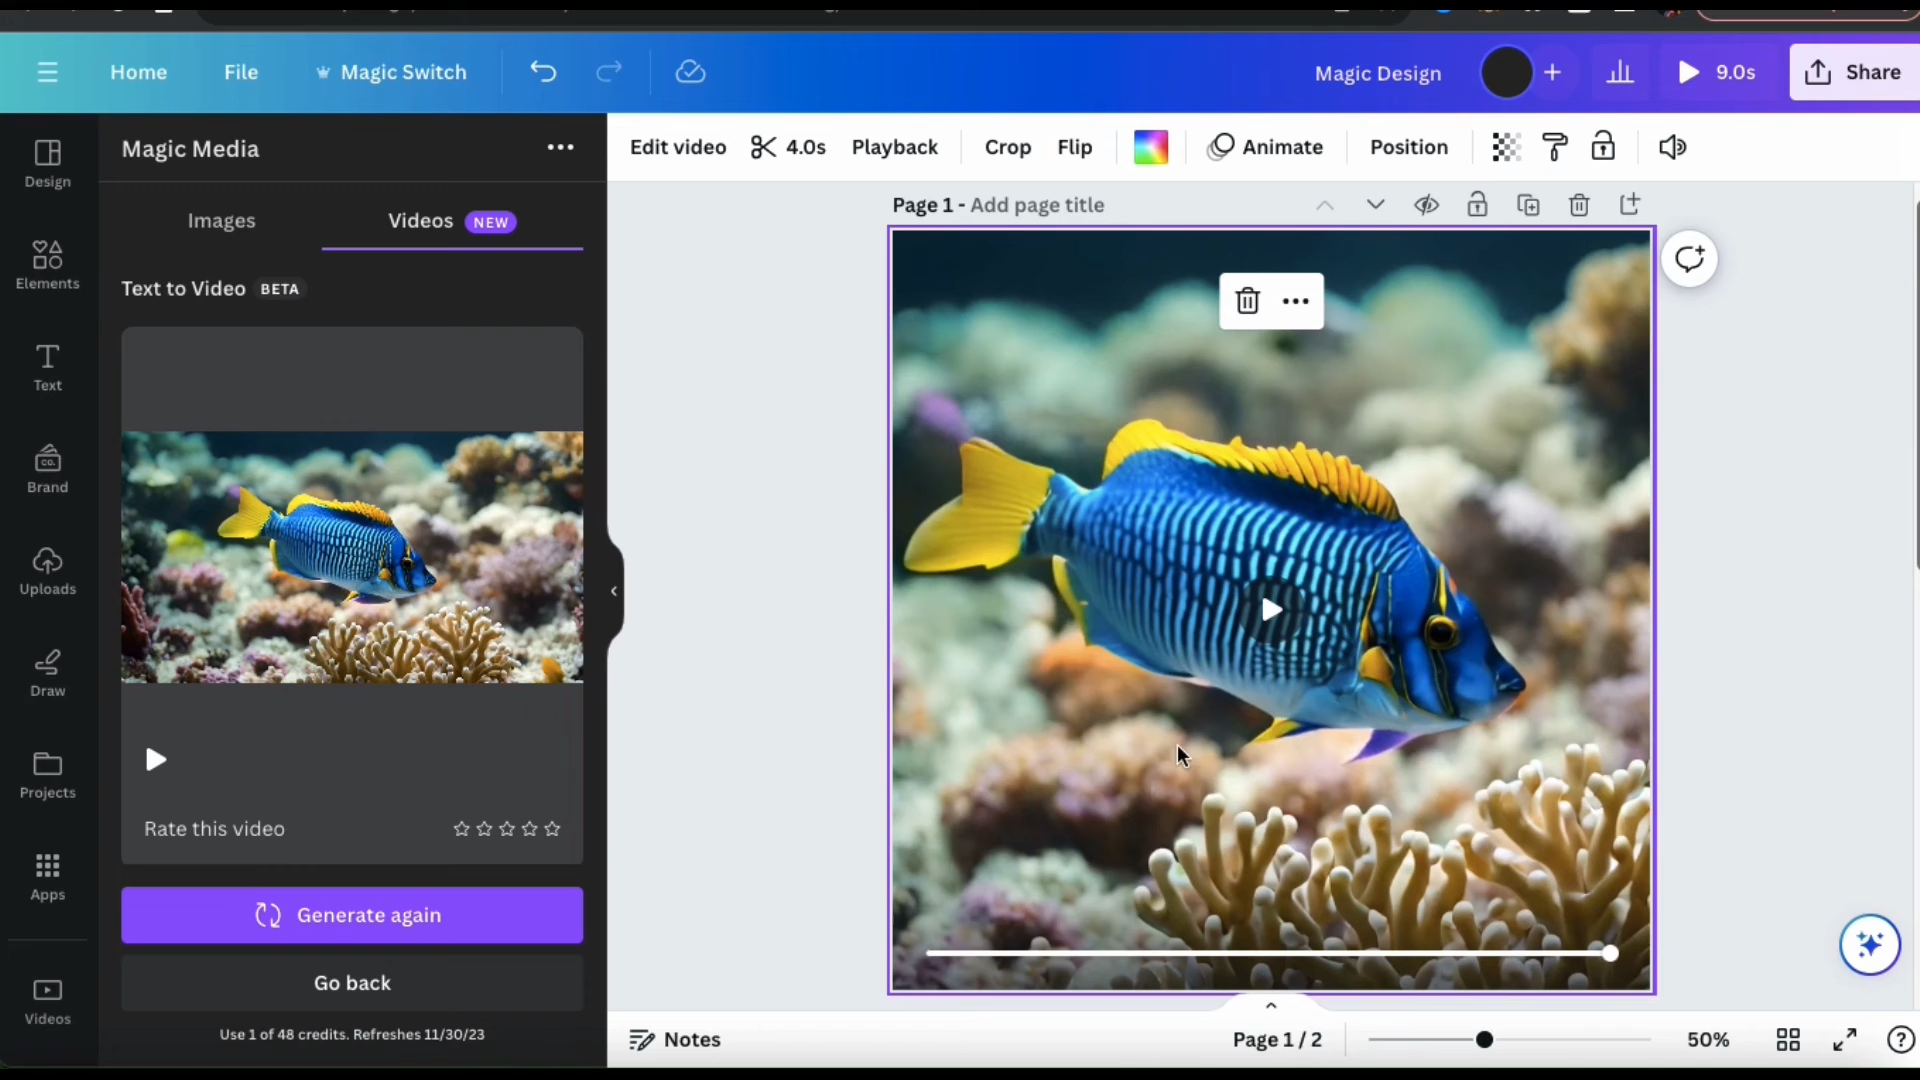 Home File Magic Switch Magic Design 9.0s Share
Design
Elements
Text
Brand
CO.
Uploads
Draw
Projects
Apps
Videos
Magic Media
Images Videos NEW
Text to Video BETA
Rate this video
Generate again
Go back
Use 1 of 48 credits. Refreshes 11/30/23
Edit video 4.0s Playback Crop Flip Animate Position
Page 1 - Add page title
Notes Page 1 / 2 50%